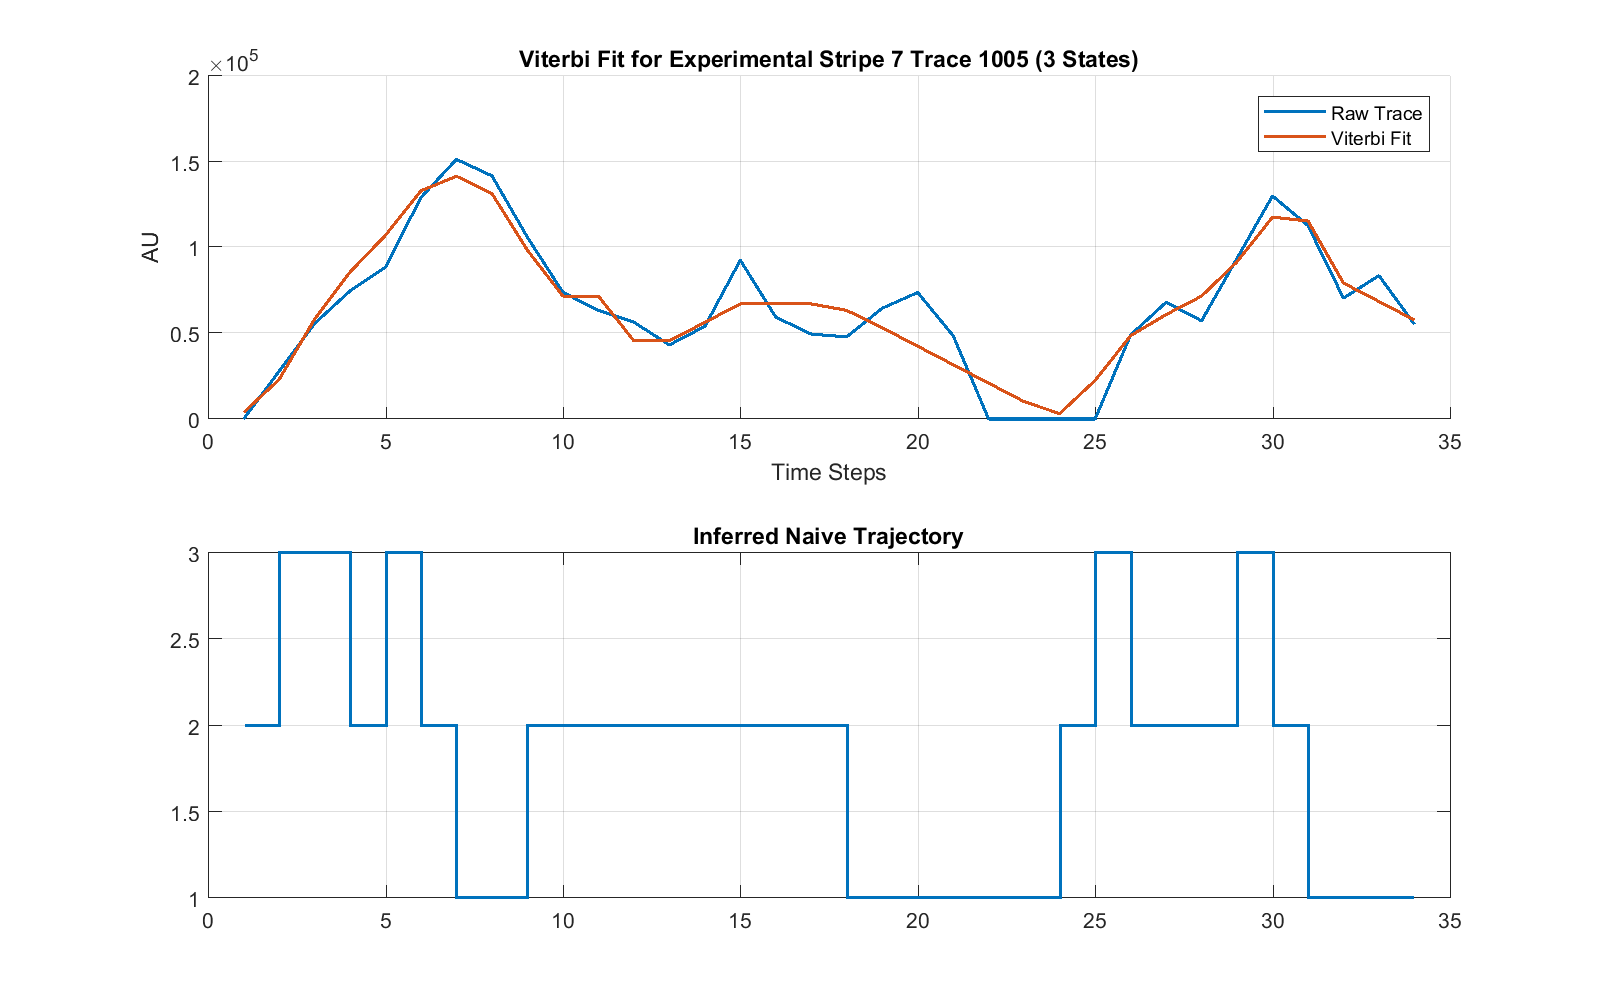 Viterbi Fit for Experimental Stripe 7 Trace 1005 (3 States)
×10⁵
2
1.5
1
0.5
0
AU
Raw Trace
Viterbi Fit
0 5 10 15 20 25 30 35
Time Steps
Inferred Naive Trajectory
3
2.5
2
1.5
1
0 5 10 15 20 25 30 35